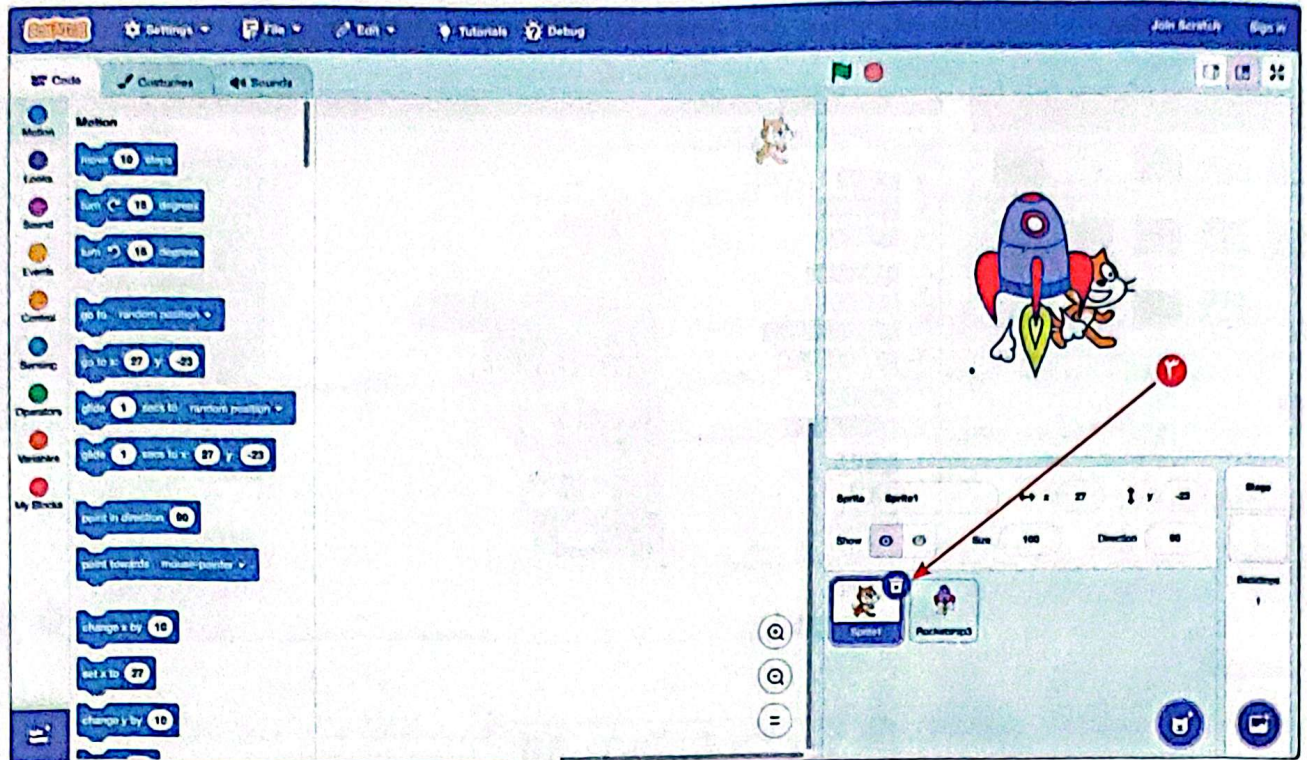 SCRATCH Settings File Edit Tutorials Debug Join Scratch Sign in
Code Costumes Sounds
Motion
Looks
Sound
Events
Control
Sensing
Operators
Variables
My Blocks
Motion
move 10 steps
turn 15 degrees
turn 15 degrees
go to random position
go to x: 27 y: -23
glide 1 secs to random position
glide 1 secs to x: 27 y: -23
point in direction 90
point towards mouse-pointer
change x by 10
set x to 27
change y by 10
٣
Sprite Sprite1 x 27 y -23
Show Size 100 Direction 90
Sprite1 Rocketship3
Stage
Backdrops
1